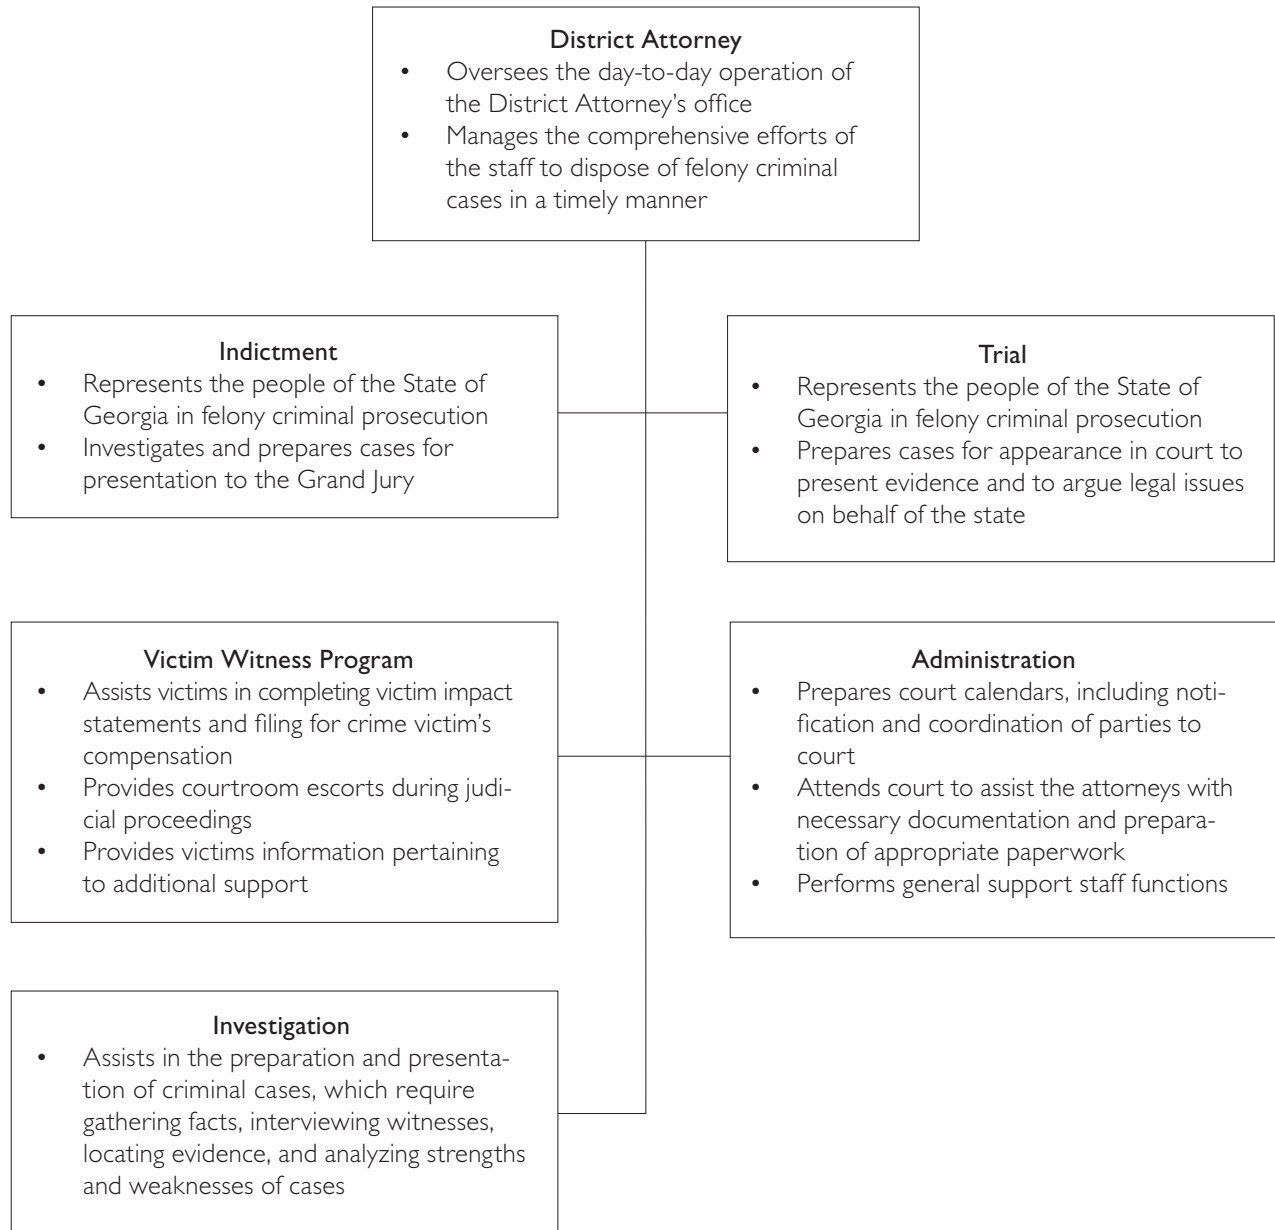 District Attorney
• Oversees the day-to-day operation of
the District Attorney’s office
• Manages the comprehensive efforts of
the staff to dispose of felony criminal
cases in a timely manner
Indictment
• Represents the people of the State of
Georgia in felony criminal prosecution
• Investigates and prepares cases for
presentation to the Grand Jury
Trial
• Represents the people of the State of
Georgia in felony criminal prosecution
• Prepares cases for appearance in court to
present evidence and to argue legal issues
on behalf of the state
Victim Witness Program
• Assists victims in completing victim impact
statements and filing for crime victim’s
compensation
• Provides courtroom escorts during judi-
cial proceedings
• Provides victims information pertaining
to additional support
Administration
• Prepares court calendars, including noti-
fication and coordination of parties to
court
• Attends court to assist the attorneys with
necessary documentation and prepara-
tion of appropriate paperwork
• Performs general support staff functions
Investigation
• Assists in the preparation and presenta-
tion of criminal cases, which require
gathering facts, interviewing witnesses,
locating evidence, and analyzing strengths
and weaknesses of cases